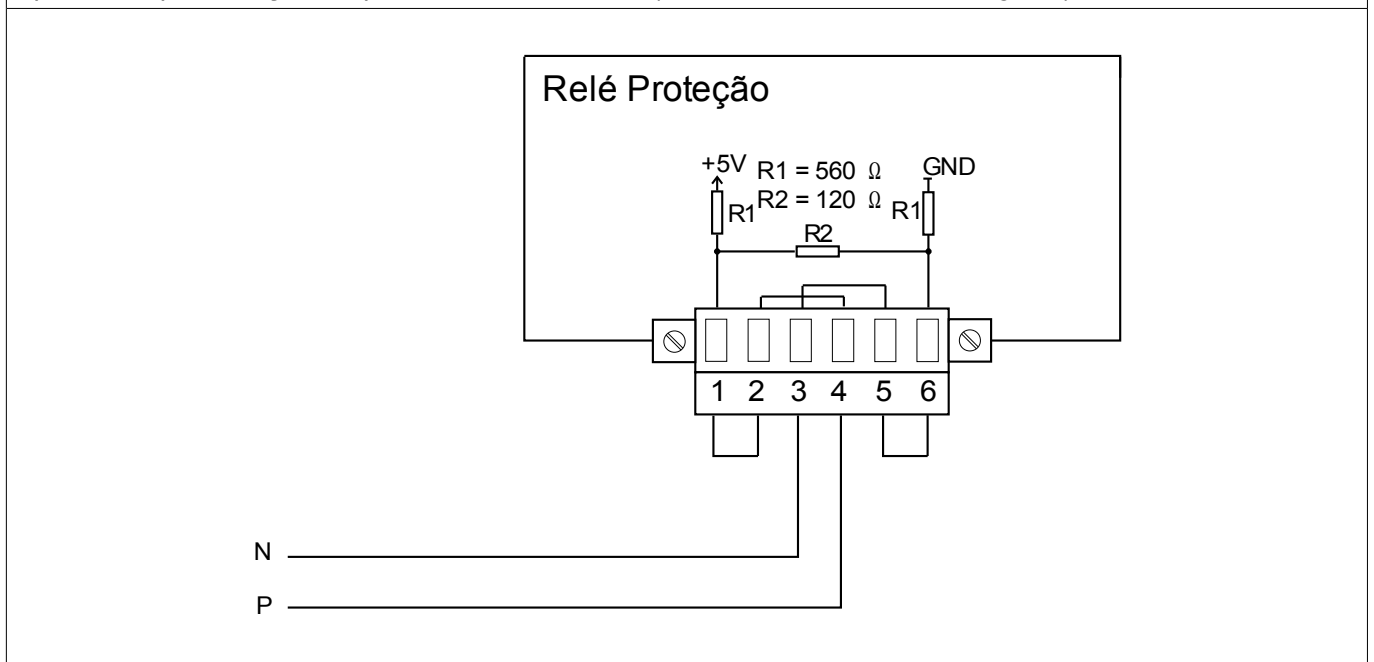 Relé Proteção
+5V R1 = 560 Ω GND
R1 R2 = 120 Ω R1
R2
1 2 3 4 5 6
N
P